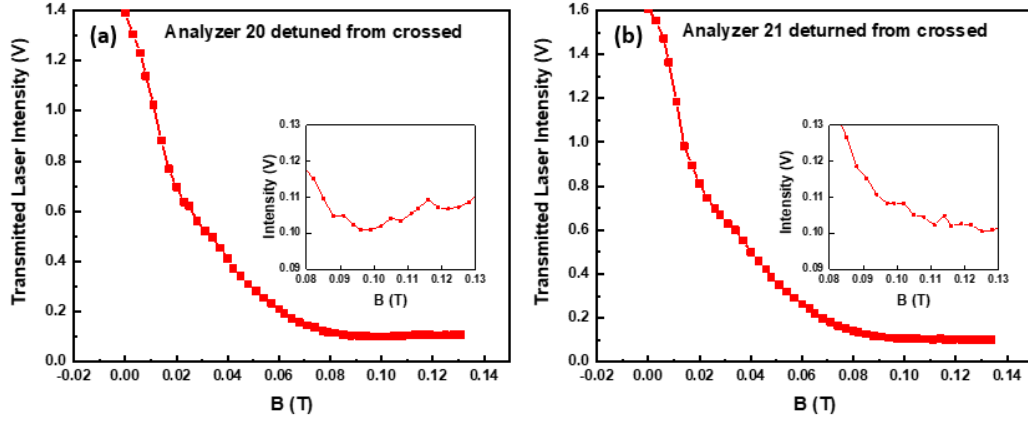 (a) Analyzer 20 detuned from crossed
Transmitted Laser Intensity (V)
1.4
1.2
1.0
0.8
0.6
0.4
0.2
0.0
-0.02 0.00 0.02 0.04 0.06 0.08 0.10 0.12 0.14
B (T)
Intensity (V)
0.13
0.12
0.11
0.10
0.09
0.08 0.09 0.10 0.11 0.12 0.13
B (T)
(b) Analyzer 21 deturned from crossed
Transmitted Laser Intensity (V)
1.6
1.4
1.2
1.0
0.8
0.6
0.4
0.2
0.0
-0.02 0.00 0.02 0.04 0.06 0.08 0.10 0.12 0.14
B (T)
Intensity (V)
0.13
0.12
0.11
0.10
0.09
0.08 0.09 0.10 0.11 0.12 0.13
B (T)